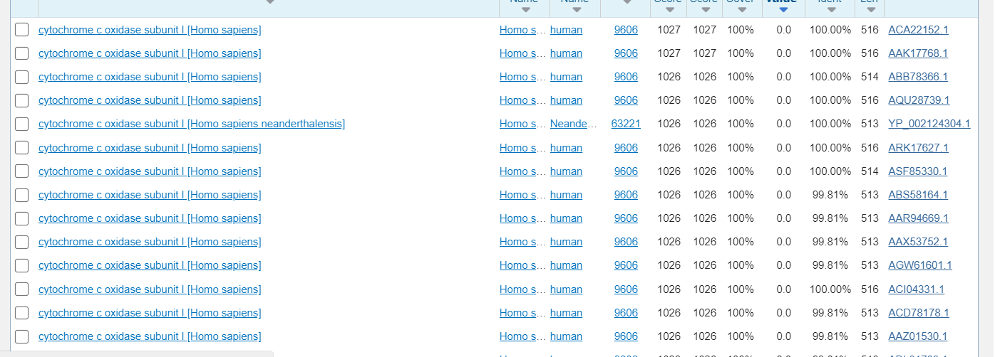 Name Name Score Score Cover Value Ident Len
cytochrome c oxidase subunit I [Homo sapiens] Homo s... human 9606 1027 1027 100% 0.0 100.00% 516 ACA22152.1
cytochrome c oxidase subunit I [Homo sapiens] Homo s... human 9606 1027 1027 100% 0.0 100.00% 516 AAK17768.1
cytochrome c oxidase subunit I [Homo sapiens] Homo s... human 9606 1026 1026 100% 0.0 100.00% 514 ABB78366.1
cytochrome c oxidase subunit I [Homo sapiens] Homo s... human 9606 1026 1026 100% 0.0 100.00% 516 AQU28739.1
cytochrome c oxidase subunit I [Homo sapiens neanderthalensis] Homo s... Neande... 63221 1026 1026 100% 0.0 100.00% 513 YP_002124304.1
cytochrome c oxidase subunit I [Homo sapiens] Homo s... human 9606 1026 1026 100% 0.0 100.00% 516 ARK17627.1
cytochrome c oxidase subunit I [Homo sapiens] Homo s... human 9606 1026 1026 100% 0.0 100.00% 514 ASF85330.1
cytochrome c oxidase subunit I [Homo sapiens] Homo s... human 9606 1026 1026 100% 0.0 99.81% 513 ABS58164.1
cytochrome c oxidase subunit I [Homo sapiens] Homo s... human 9606 1026 1026 100% 0.0 99.81% 513 AAR94669.1
cytochrome c oxidase subunit I [Homo sapiens] Homo s... human 9606 1026 1026 100% 0.0 99.81% 513 AAX53752.1
cytochrome c oxidase subunit I [Homo sapiens] Homo s... human 9606 1026 1026 100% 0.0 99.81% 513 AGW61601.1
cytochrome c oxidase subunit I [Homo sapiens] Homo s... human 9606 1026 1026 100% 0.0 100.00% 516 ACI04331.1
cytochrome c oxidase subunit I [Homo sapiens] Homo s... human 9606 1026 1026 100% 0.0 99.81% 513 ACD78178.1
cytochrome c oxidase subunit I [Homo sapiens] Homo s... human 9606 1026 1026 100% 0.0 99.81% 513 AAZ01530.1